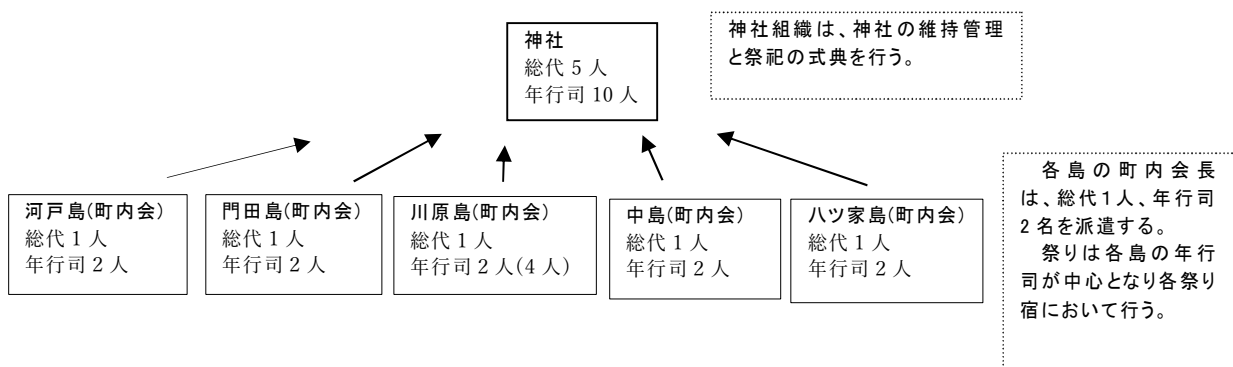 神社
総代 5 人
年行司 10 人
神社組織は、神社の維持管理
と祭祀の式典を行う。
河戸島(町内会)
総代 1 人
年行司 2 人
門田島(町内会)
総代 1 人
年行司 2 人
川原島(町内会)
総代 1 人
年行司 2 人(4 人)
中島(町内会)
総代 1 人
年行司 2 人
八ツ家島(町内会)
総代 1 人
年行司 2 人
各島の町内会長
は、総代1人、年行司
2 名を派遣する。
祭りは各島の年行
司が中心となり各祭り
宿において行う。